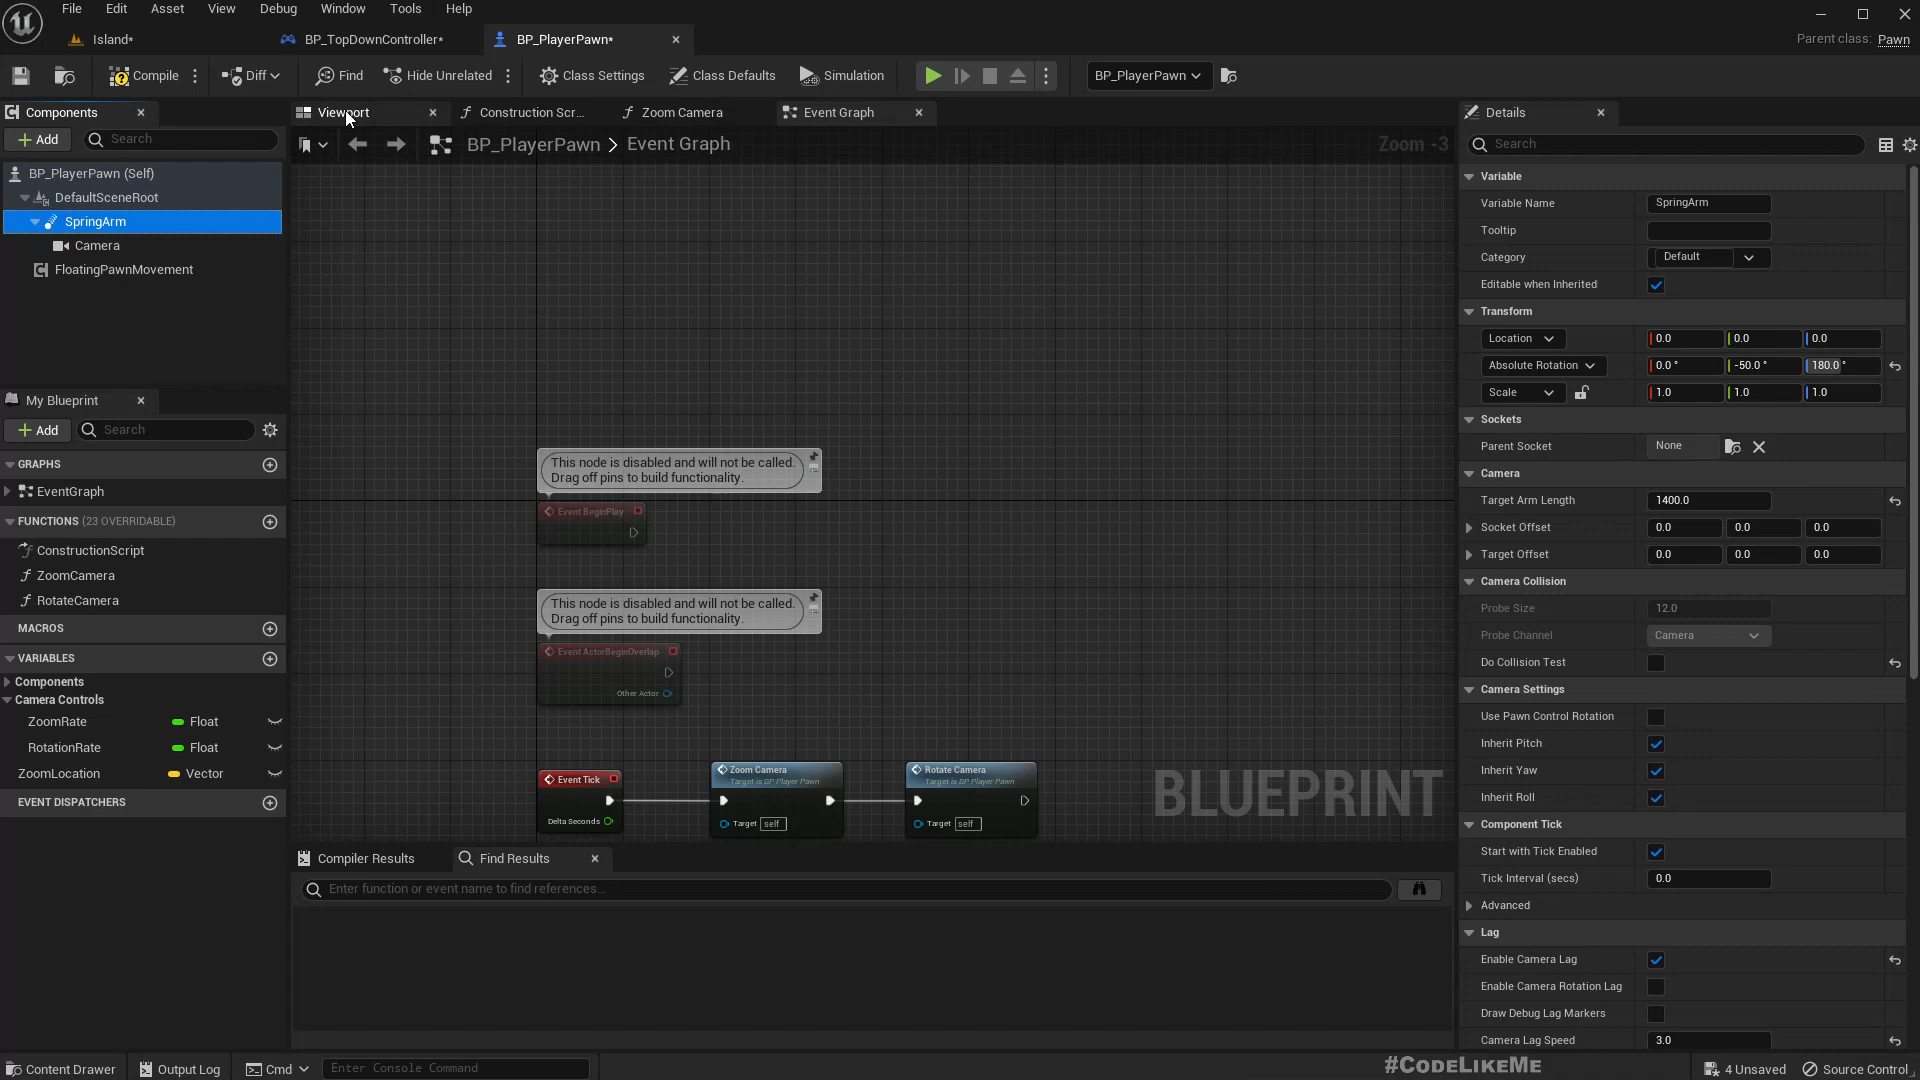 File Edit Asset View Debug Window Tools Help
Island*
BP_TopDownController*
BP_PlayerPawn*
Parent class: Pawn
Compile
Diff
Find
Hide Unrelated
Class Settings
Class Defaults
Simulation
BP_PlayerPawn
Components
Add
Search
BP_PlayerPawn (Self)
DefaultSceneRoot
SpringArm
Camera
FloatingPawnMovement
My Blueprint
Add
Search
GRAPHS
EventGraph
FUNCTIONS (23 OVERRIDABLE)
ConstructionScript
ZoomCamera
RotateCamera
MACROS
VARIABLES
Components
Camera Controls
ZoomRate Float
RotationRate Float
ZoomLocation Vector
EVENT DISPATCHERS
Viewport
Construction Scr...
Zoom Camera
Event Graph
BP_PlayerPawn > Event Graph
Zoom -3
This node is disabled and will not be called.
Drag off pins to build functionality.
Event BeginPlay
This node is disabled and will not be called.
Drag off pins to build functionality.
Event ActorBeginOverlap
Other Actor
Event Tick
Delta Seconds
Zoom Camera
Target is BP Player Pawn
Target self
Rotate Camera
Target is BP Player Pawn
Target self
BLUEPRINT
Compiler Results
Find Results
Enter function or event name to find references...
Details
Search
Variable
Variable Name SpringArm
Tooltip
Category Default
Editable when Inherited
Transform
Location 0.0 0.0 0.0
Absolute Rotation 0.0 ° -50.0 ° 180.0 °
Scale 1.0 1.0 1.0
Sockets
Parent Socket None
Camera
Target Arm Length 1400.0
Socket Offset 0.0 0.0 0.0
Target Offset 0.0 0.0 0.0
Camera Collision
Probe Size 12.0
Probe Channel Camera
Do Collision Test
Camera Settings
Use Pawn Control Rotation
Inherit Pitch
Inherit Yaw
Inherit Roll
Component Tick
Start with Tick Enabled
Tick Interval (secs) 0.0
Advanced
Lag
Enable Camera Lag
Enable Camera Rotation Lag
Draw Debug Lag Markers
Camera Lag Speed 3.0
Content Drawer
Output Log
Cmd
Enter Console Command
#CODELIKEME
4 Unsaved
Source Control